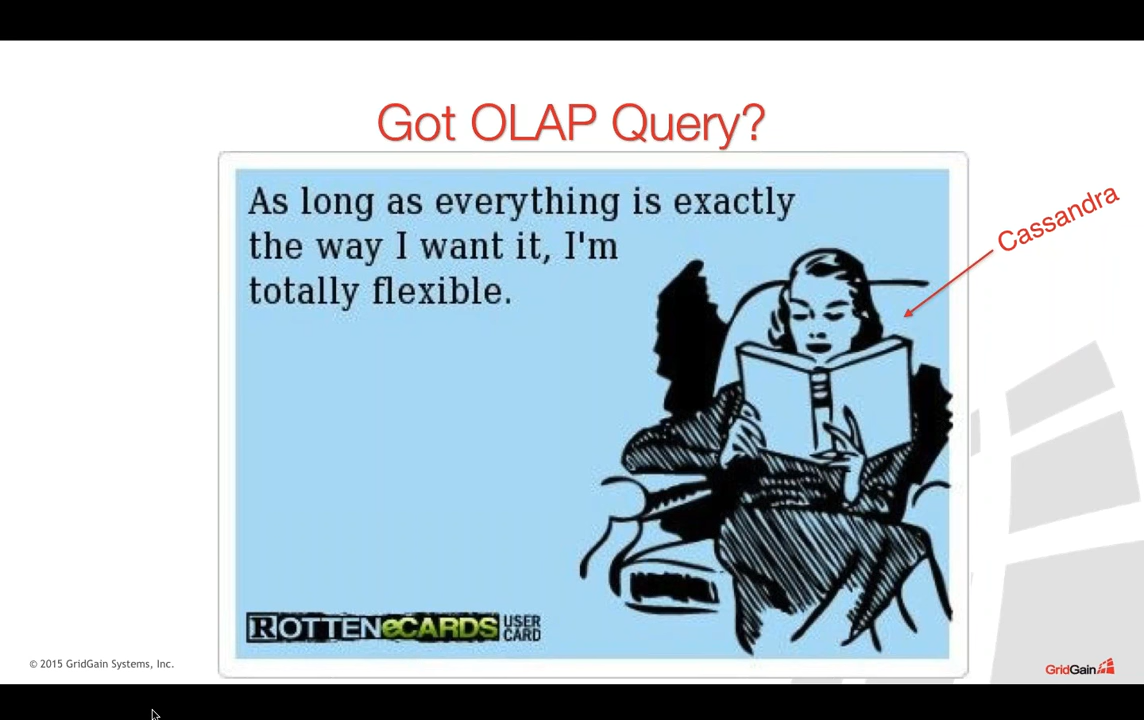 Got OLAP Query?
As long as everything is exactly
the way I want it, I'm
totally flexible.
Cassandra
ROTTENeCARDS USER
CARD
© 2015 GridGain Systems, Inc.
GridGain